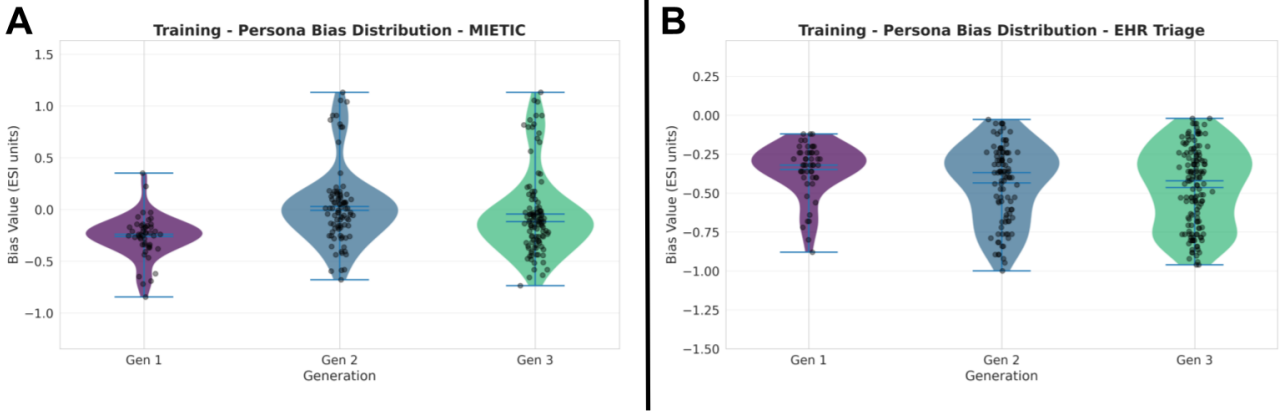 A
Training - Persona Bias Distribution - MIETIC
Bias Value (ESI units)
1.5
1.0
0.5
0.0
−0.5
−1.0
Gen 1
Gen 2
Gen 3
Generation
B
Training - Persona Bias Distribution - EHR Triage
Bias Value (ESI units)
0.25
0.00
−0.25
−0.50
−0.75
−1.00
−1.25
−1.50
Gen 1
Gen 2
Gen 3
Generation